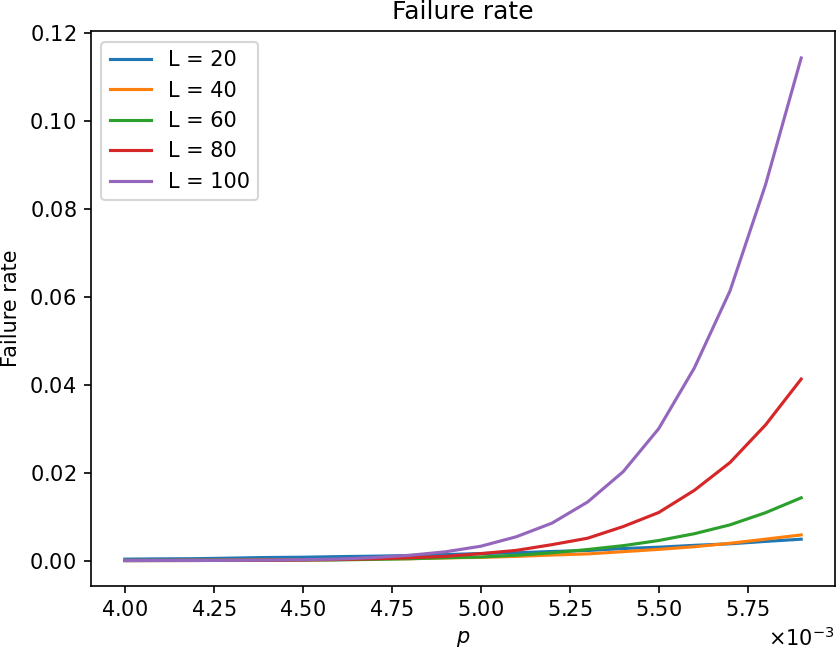 Failure rate
0.12
0.10
0.08
0.06
0.04
0.02
0.00
Failure rate
L = 20
L = 40
L = 60
L = 80
L = 100
4.00 4.25 4.50 4.75 5.00 5.25 5.50 5.75
p
×10⁻³